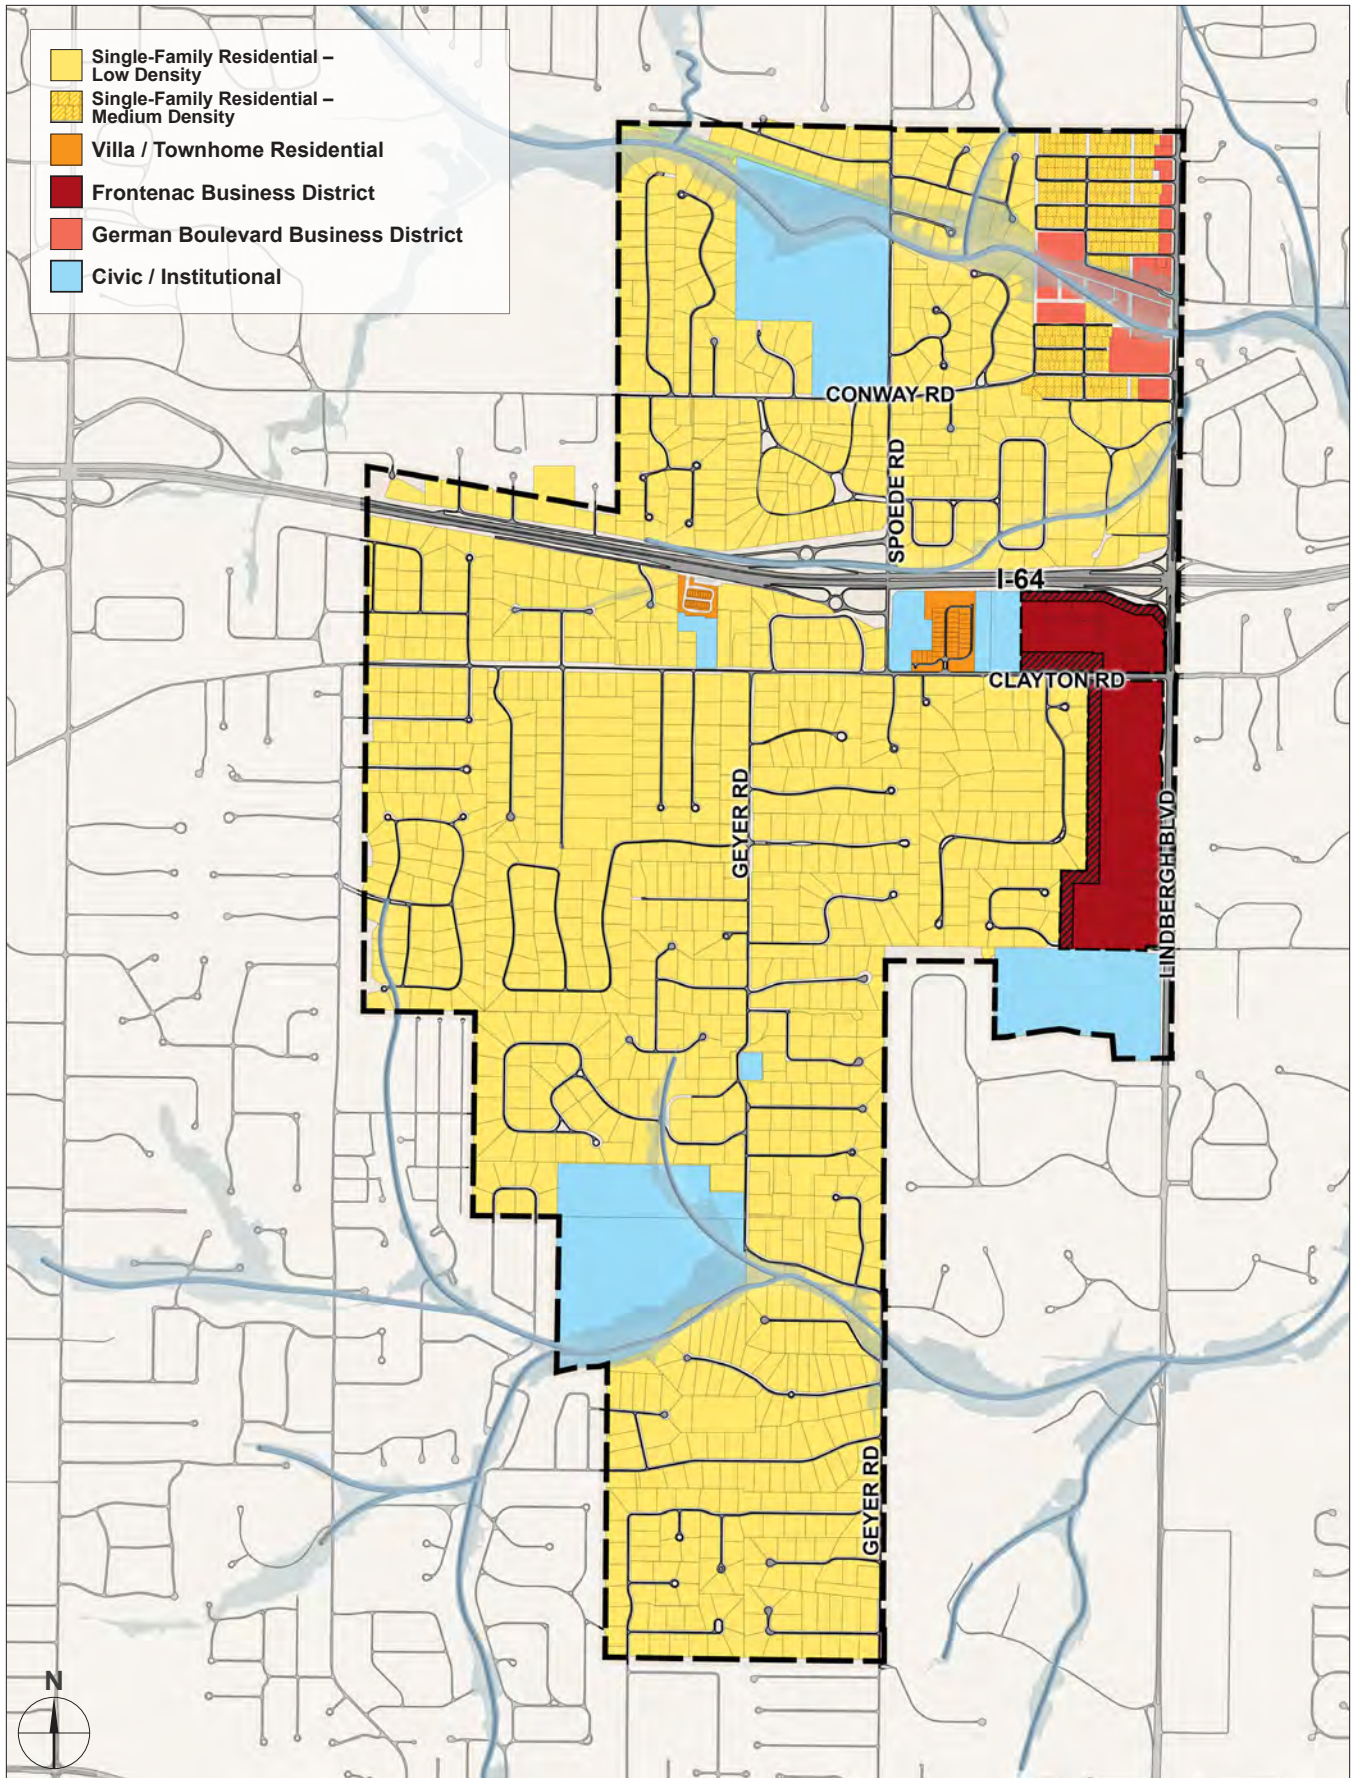 Single-Family Residential –
Low Density
Single-Family Residential –
Medium Density
Villa / Townhome Residential
Frontenac Business District
German Boulevard Business District
Civic / Institutional
CONWAY RD
SPOEDE RD
I-64
CLAYTON RD
GEYER RD
LINDBERGH BLVD
GEYER RD
N